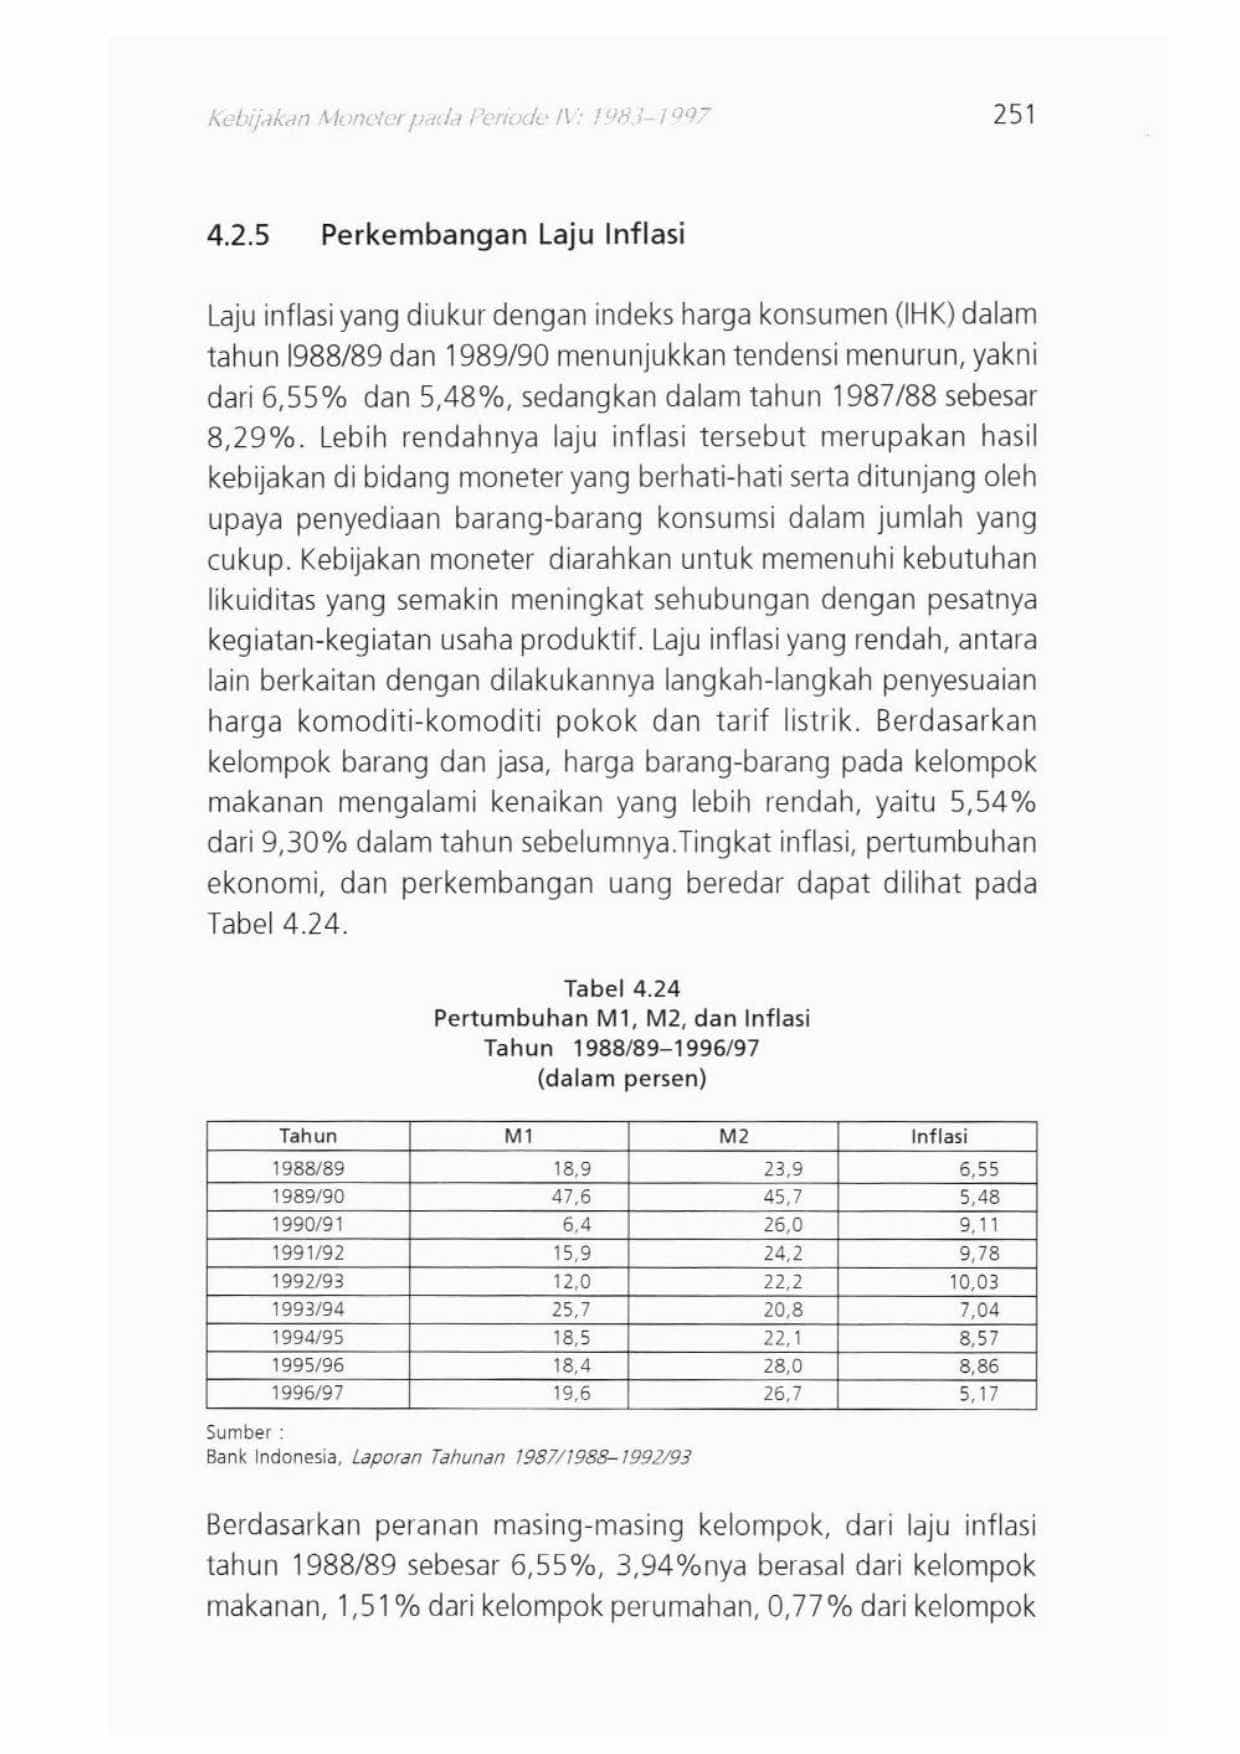 Kebijakan Moneter pada Periode IV: 1983–1997 251
4.2.5 Perkembangan Laju Inflasi
Laju inflasi yang diukur dengan indeks harga konsumen (IHK) dalam
tahun l988/89 dan 1989/90 menunjukkan tendensi menurun, yakni
dari 6,55% dan 5,48%, sedangkan dalam tahun 1987/88 sebesar
8,29%. Lebih rendahnya laju inflasi tersebut merupakan hasil
kebijakan di bidang moneter yang berhati-hati serta ditunjang oleh
upaya penyediaan barang-barang konsumsi dalam jumlah yang
cukup. Kebijakan moneter diarahkan untuk memenuhi kebutuhan
likuiditas yang semakin meningkat sehubungan dengan pesatnya
kegiatan-kegiatan usaha produktif. Laju inflasi yang rendah, antara
lain berkaitan dengan dilakukannya langkah-langkah penyesuaian
harga komoditi-komoditi pokok dan tarif listrik. Berdasarkan
kelompok barang dan jasa, harga barang-barang pada kelompok
makanan mengalami kenaikan yang lebih rendah, yaitu 5,54%
dari 9,30% dalam tahun sebelumnya.Tingkat inflasi, pertumbuhan
ekonomi, dan perkembangan uang beredar dapat dilihat pada
Tabel 4.24.
Tabel 4.24
Pertumbuhan M1, M2, dan Inflasi
Tahun 1988/89–1996/97
(dalam persen)
Tahun M1 M2 Inflasi
1988/89 18,9 23,9 6,55
1989/90 47,6 45,7 5,48
1990/91 6,4 26,0 9,11
1991/92 15,9 24,2 9,78
1992/93 12,0 22,2 10,03
1993/94 25,7 20,8 7,04
1994/95 18,5 22,1 8,57
1995/96 18,4 28,0 8,86
1996/97 19,6 26,7 5,17
Sumber :
Bank Indonesia, Laporan Tahunan 1987/1988–1992/93
Berdasarkan peranan masing-masing kelompok, dari laju inflasi
tahun 1988/89 sebesar 6,55%, 3,94%nya berasal dari kelompok
makanan, 1,51% dari kelompok perumahan, 0,77% dari kelompok